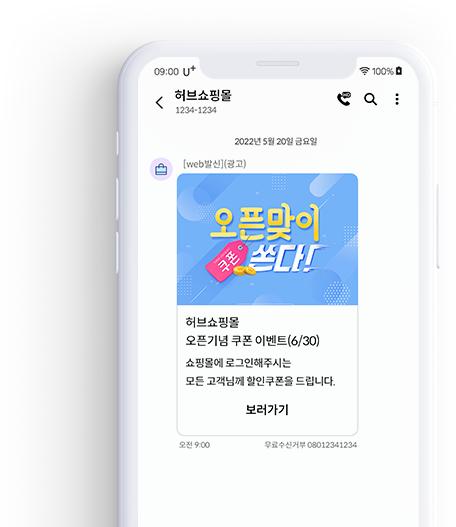 09:00 U+ 100%
허브쇼핑몰
1234-1234
HD
2022년 5월 20일 금요일
[web발신](광고)
오픈맞이
쿠폰 쏜다!
허브쇼핑몰
오픈기념 쿠폰 이벤트(6/30)
쇼핑몰에 로그인해주시는
모든 고객님께 할인쿠폰을 드립니다.
보러가기
오전 9:00 무료수신거부 08012341234